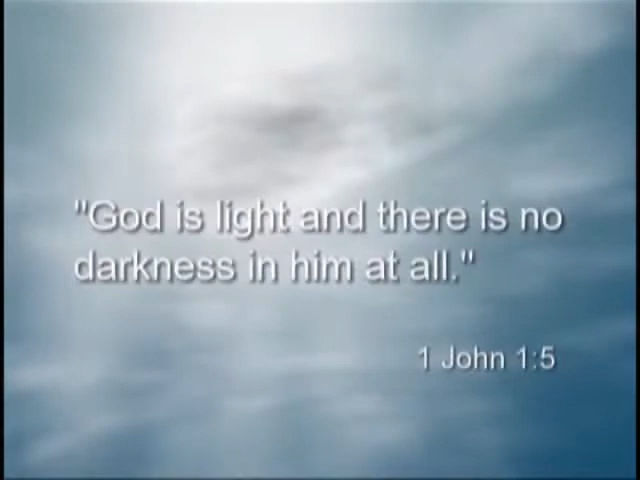 "God is light and there is no
darkness in him at all."
1 John 1:5